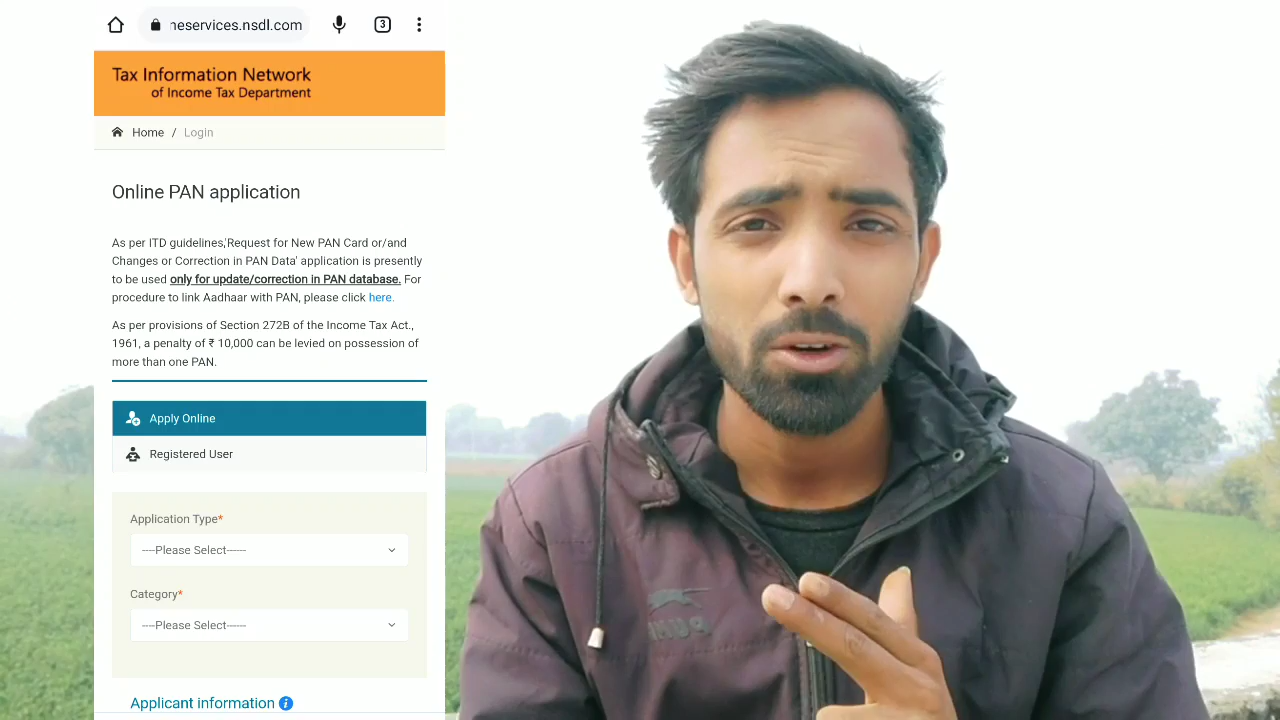 neservices.nsdl.com
3
Tax Information Network
of Income Tax Department
Home / Login
Online PAN application
As per ITD guidelines,'Request for New PAN Card or/and
Changes or Correction in PAN Data' application is presently
to be used only for update/correction in PAN database. For
procedure to link Aadhaar with PAN, please click here.
As per provisions of Section 272B of the Income Tax Act.,
1961, a penalty of ₹ 10,000 can be levied on possession of
more than one PAN.
Apply Online
Registered User
Application Type*
----Please Select------
Category*
----Please Select------
Applicant information i
PUMA